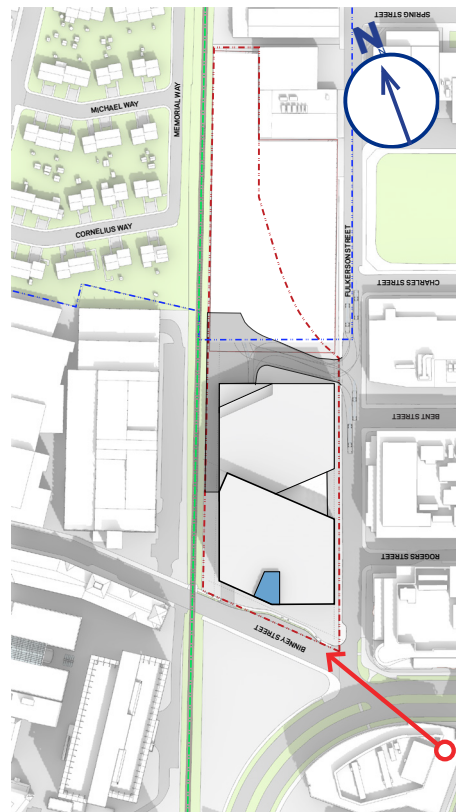 SPRING STREET
N
MICHAEL WAY
MEMORIAL WAY
CORNELIUS WAY
FULKERSON STREET
CHARLES STREET
BENT STREET
ROGERS STREET
BINNEY STREET